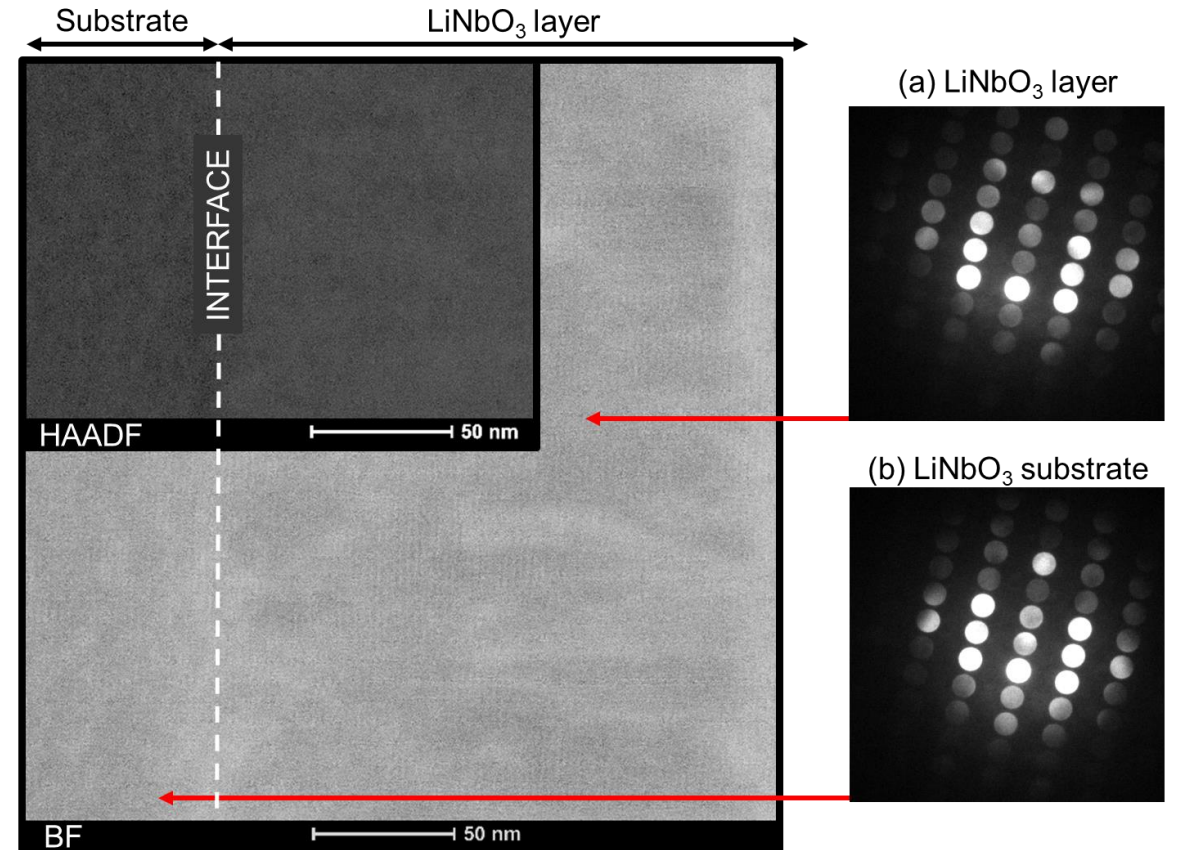 Substrate
LiNbO₃ layer
(a) LiNbO₃ layer
INTERFACE
HAADF
50 nm
(b) LiNbO₃ substrate
BF
50 nm